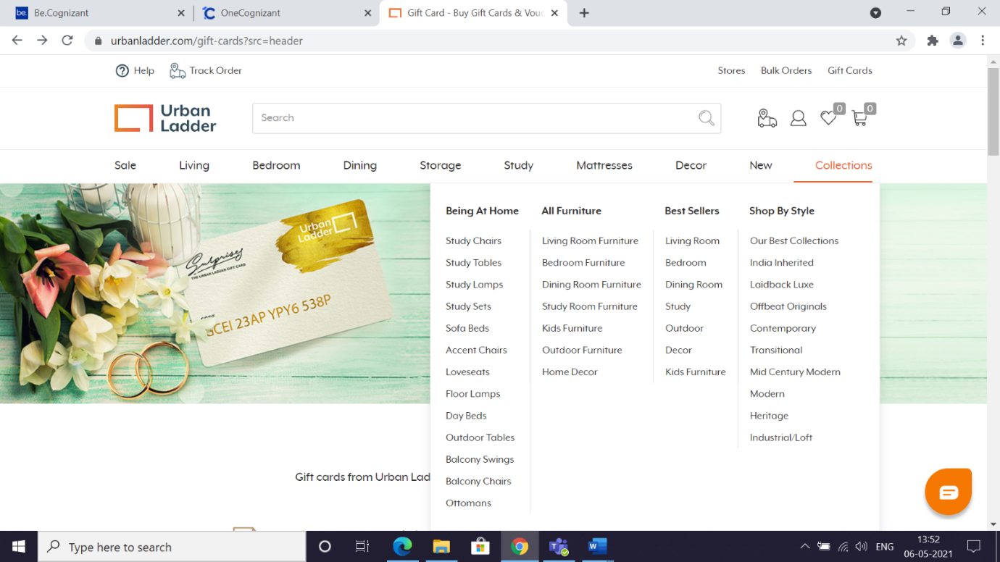 be. Be.Cognizant
OneCognizant
Gift Card - Buy Gift Cards & Vou
urbanladder.com/gift-cards?src=header
Help
Track Order
Stores
Bulk Orders
Gift Cards
Urban
Ladder
Search
0
0
Sale
Living
Bedroom
Dining
Storage
Study
Mattresses
Decor
New
Collections
Urban
Ladder
Surprise
THE URBAN LADDER GIFT CARD
GCEI 23AP YPY6 538P
Being At Home
Study Chairs
Study Tables
Study Lamps
Study Sets
Sofa Beds
Accent Chairs
Loveseats
Floor Lamps
Day Beds
Outdoor Tables
Balcony Swings
Balcony Chairs
Ottomans
All Furniture
Living Room Furniture
Bedroom Furniture
Dining Room Furniture
Study Room Furniture
Kids Furniture
Outdoor Furniture
Home Decor
Best Sellers
Living Room
Bedroom
Dining Room
Study
Outdoor
Decor
Kids Furniture
Shop By Style
Our Best Collections
India Inherited
Laidback Luxe
Offbeat Originals
Contemporary
Transitional
Mid Century Modern
Modern
Heritage
Industrial/Loft
Gift cards from Urban Lad
Type here to search
ENG
13:52
06-05-2021